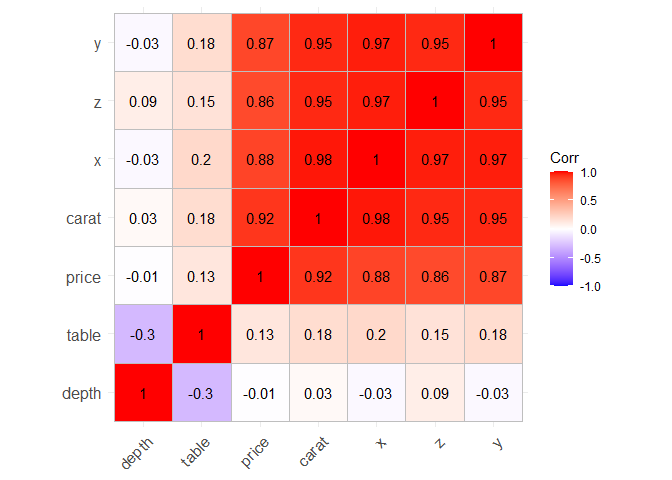 y -0.03 0.18 0.87 0.95 0.97 0.95 1
z 0.09 0.15 0.86 0.95 0.97 1 0.95
x -0.03 0.2 0.88 0.98 1 0.97 0.97
carat 0.03 0.18 0.92 1 0.98 0.95 0.95
price -0.01 0.13 1 0.92 0.88 0.86 0.87
table -0.3 1 0.13 0.18 0.2 0.15 0.18
depth 1 -0.3 -0.01 0.03 -0.03 0.09 -0.03
depth table price carat x z y
Corr
1.0
0.5
0.0
-0.5
-1.0